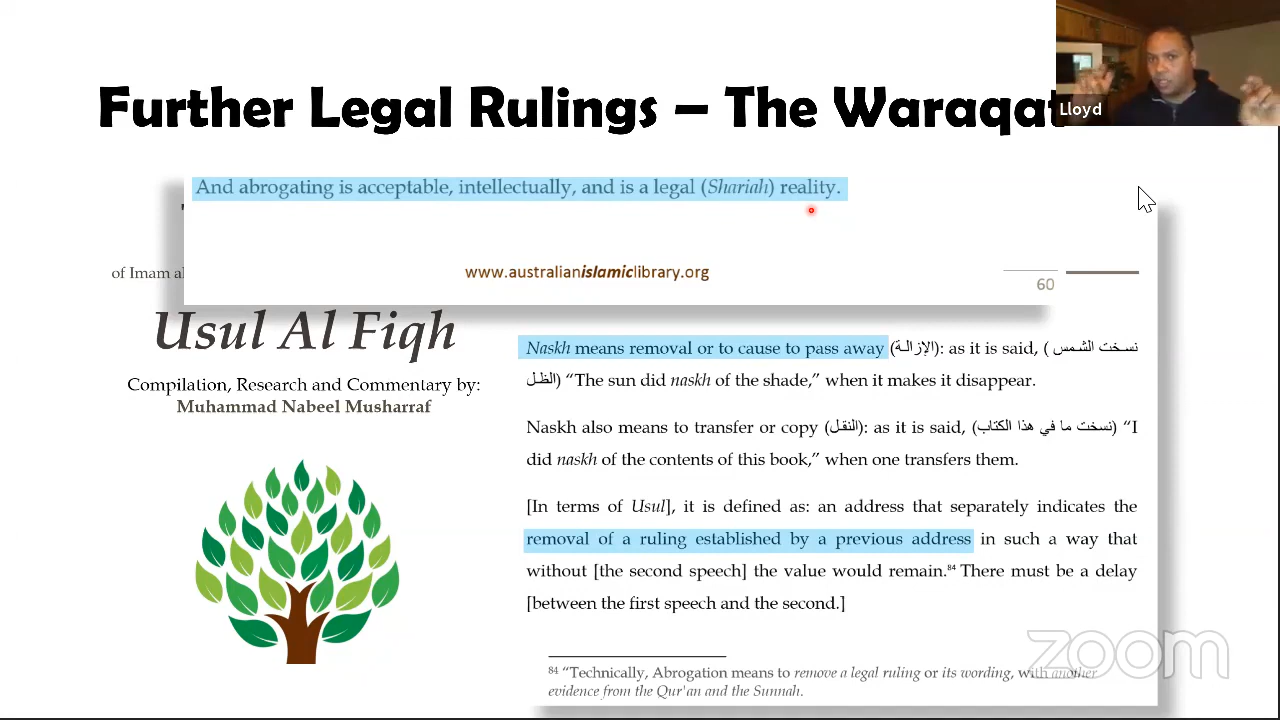 Further Legal Rulings – The Waraqat
Lloyd
And abrogating is acceptable, intellectually, and is a legal (Shariah) reality.
www.australianislamiclibrary.org
60
of Imam al
Usul Al Fiqh
Compilation, Research and Commentary by:
Muhammad Nabeel Musharraf
Naskh means removal or to cause to pass away (الإزالـة): as it is said, ( نسـخت الشـمس
الظـل) “The sun did naskh of the shade,” when it makes it disappear.
Naskh also means to transfer or copy (النقـل): as it is said, (نسـخت ما في هذا الكتاب) “I
did naskh of the contents of this book,” when one transfers them.
[In terms of Usul], it is defined as: an address that separately indicates the
removal of a ruling established by a previous address in such a way that
without [the second speech] the value would remain.84 There must be a delay
[between the first speech and the second.]
84 “Technically, Abrogation means to remove a legal ruling or its wording, with another
evidence from the Qur'an and the Sunnah.
zoom